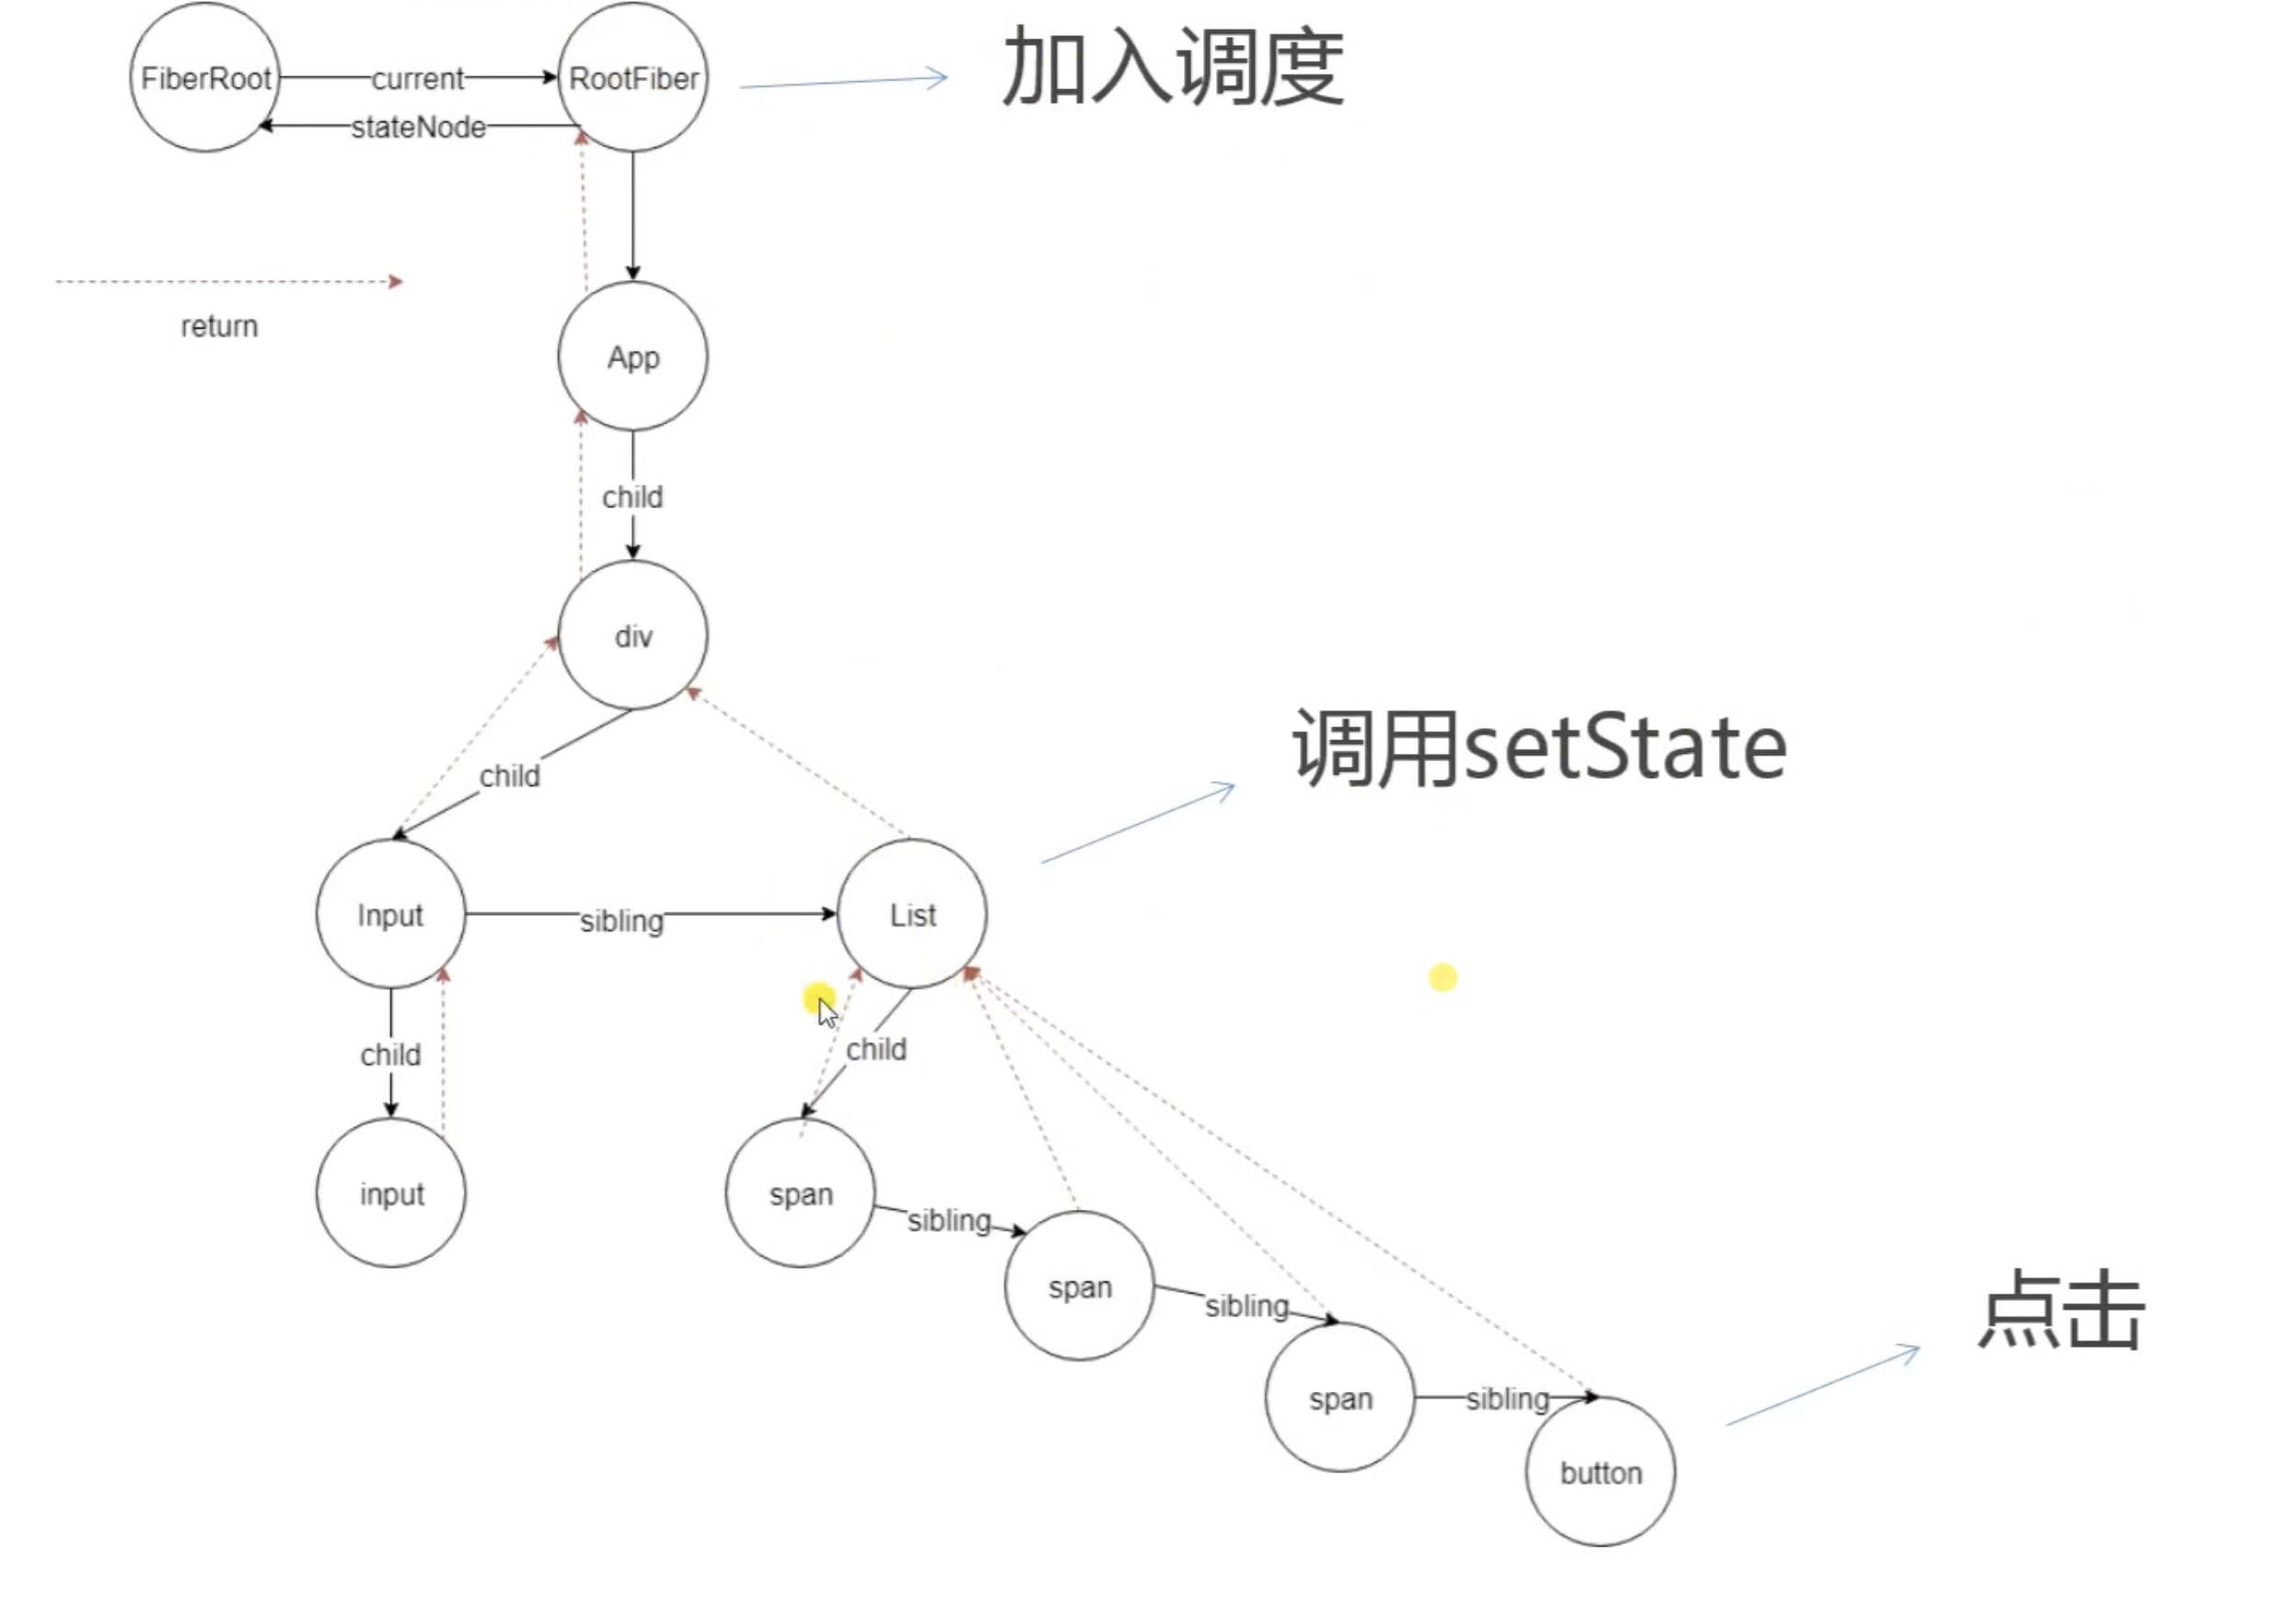 FiberRoot
current
RootFiber
加入调度
stateNode
return
App
child
div
调用setState
child
Input
sibling
List
child
child
input
span
sibling
span
sibling
点击
span
sibling
button